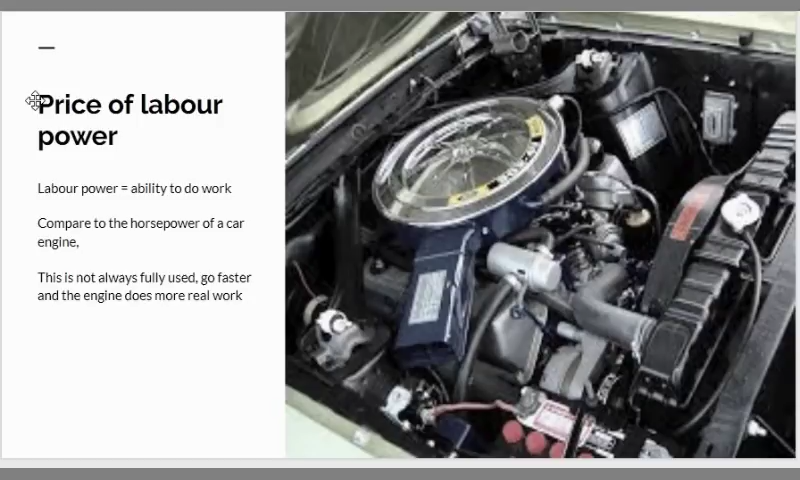 Price of labour
power
Labour power = ability to do work
Compare to the horsepower of a car
engine,
This is not always fully used, go faster
and the engine does more real work